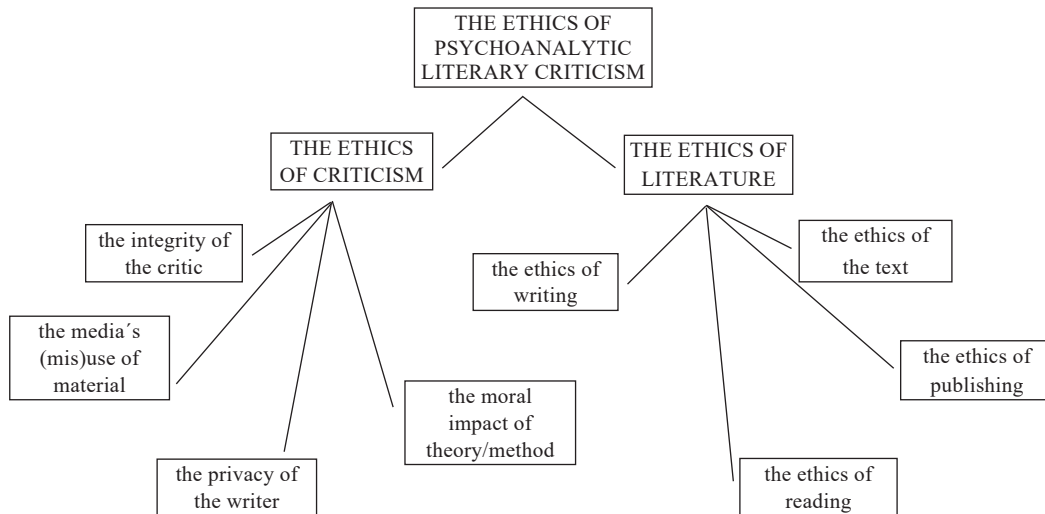 THE ETHICS OF
PSYCHOANALYTIC
LITERARY CRITICISM
THE ETHICS
OF CRITICISM
THE ETHICS OF
LITERATURE
the integrity of
the critic
the media´s
(mis)use of
material
the privacy of
the writer
the moral
impact of
theory/method
the ethics of
writing
the ethics of
the text
the ethics of
publishing
the ethics of
reading